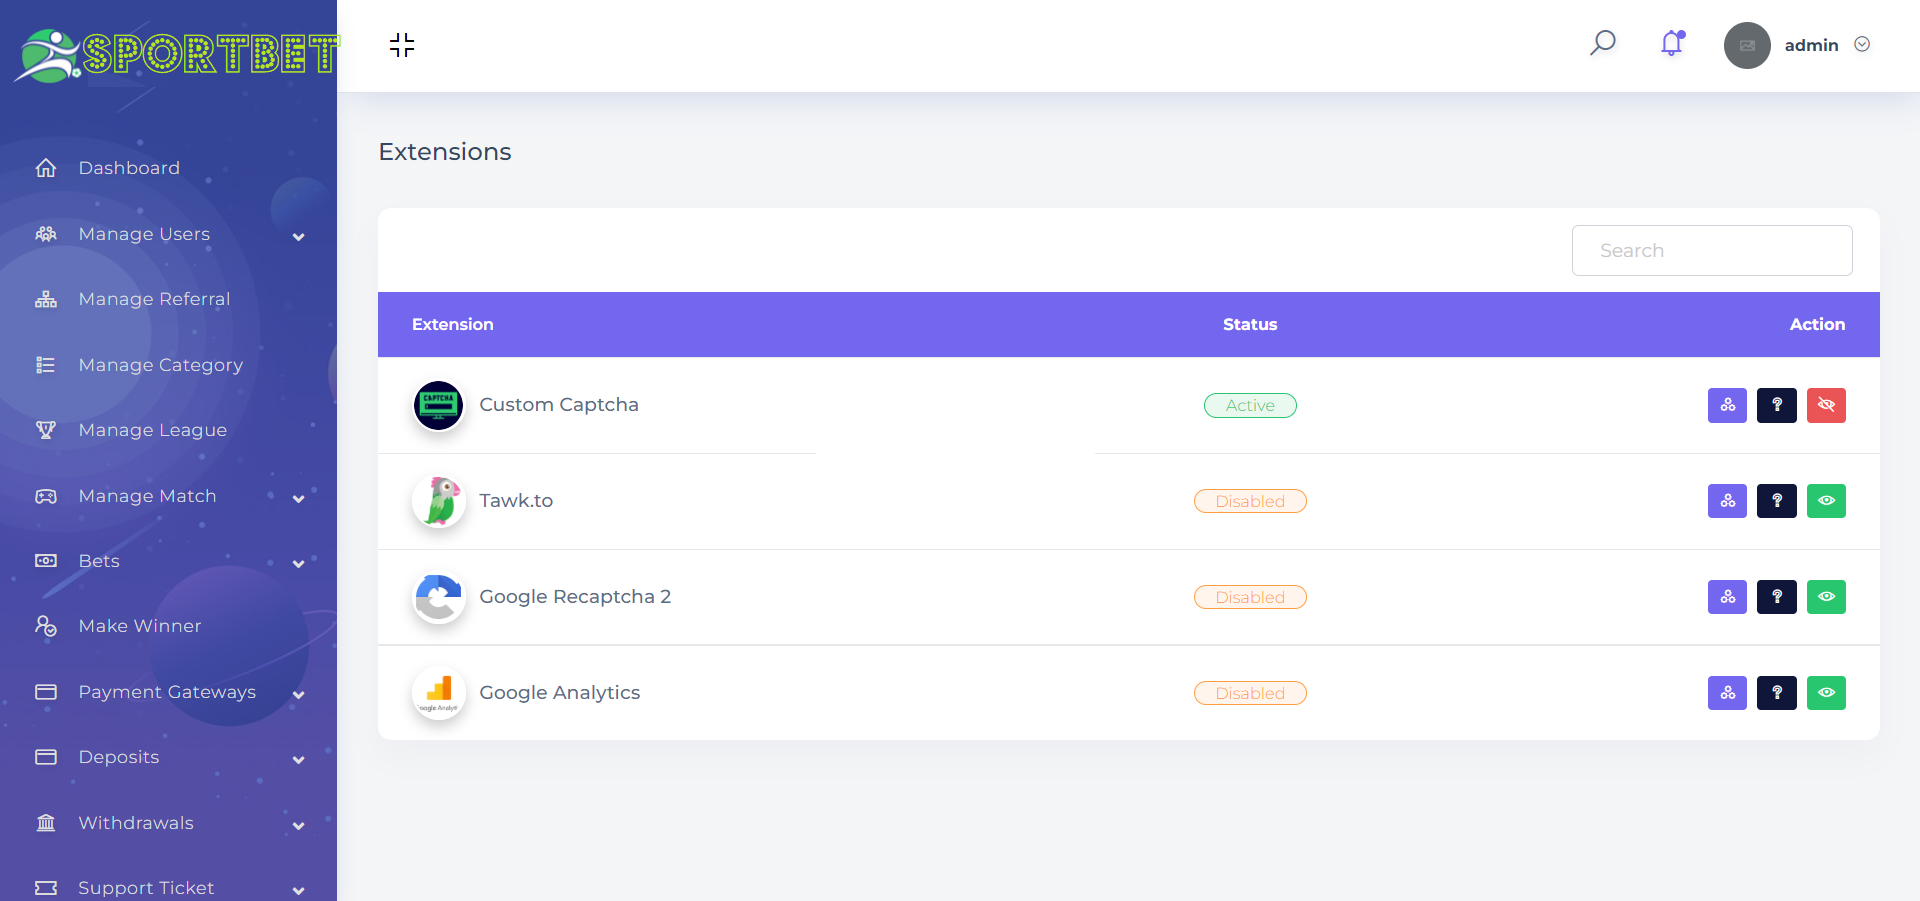 SPORTBET
admin
Dashboard
Manage Users
Manage Referral
Manage Category
Manage League
Manage Match
Bets
Make Winner
Payment Gateways
Deposits
Withdrawals
Support Ticket
Extensions
Search
Extension Status Action
CAPTCHA
Custom Captcha Active
Tawk.to Disabled
Google Recaptcha 2 Disabled
Google Analytics Disabled